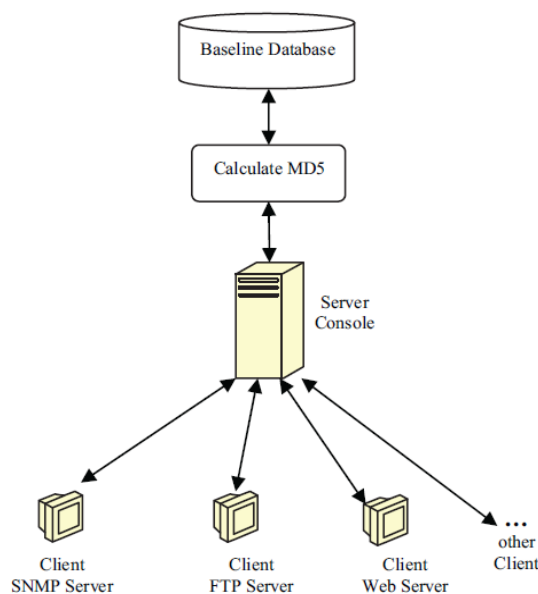 Baseline Database
Calculate MD5
Server
Console
Client
SNMP Server
Client
FTP Server
Client
Web Server
...
other
Client